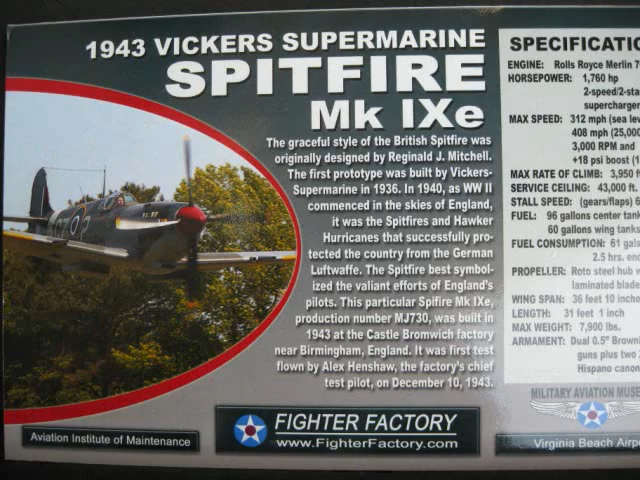 1943 VICKERS SUPERMARINE
SPITFIRE
Mk IXe
The graceful style of the British Spitfire was
originally designed by Reginald J. Mitchell.
The first prototype was built by Vickers-
Supermarine in 1936. In 1940, as WW II
commenced in the skies of England,
it was the Spitfires and Hawker
Hurricanes that successfully pro-
tected the country from the German
Luftwaffe. The Spitfire best symbol-
ized the valiant efforts of England's
pilots. This particular Spifire Mk IXe,
production number MJ730, was built in
1943 at the Castle Bromwich factory
near Birmingham, England. It was first test
flown by Alex Henshaw, the factory's chief
test pilot, on December 10, 1943.
SPECIFICATIO
ENGINE: Rolls Royce Merlin 7
HORSEPOWER: 1,760 hp
2-speed/2-sta
supercharger
MAX SPEED: 312 mph (sea lev
408 mph (25,000
3,000 RPM and
+18 psi boost (1
MAX RATE OF CLIMB: 3,950 f
SERVICE CEILING: 43,000 ft.
STALL SPEED: (gears/flaps) 6
FUEL: 96 gallons center tan
60 gallons wing tanks
FUEL CONSUMPTION: 61 gal
2.5 hrs. end
PROPELLER: Roto steel hub
laminated blade
WING SPAN: 36 feet 10 inch
LENGTH: 31 feet 1 inch
MAX WEIGHT: 7,900 lbs.
ARMAMENT: Dual 0.5" Browni
guns plus two
Hispano canon
MILITARY AVIATION MUSE
Virginia Beach Airpo
FIGHTER FACTORY
www.FighterFactory.com
Aviation Institute of Maintenance